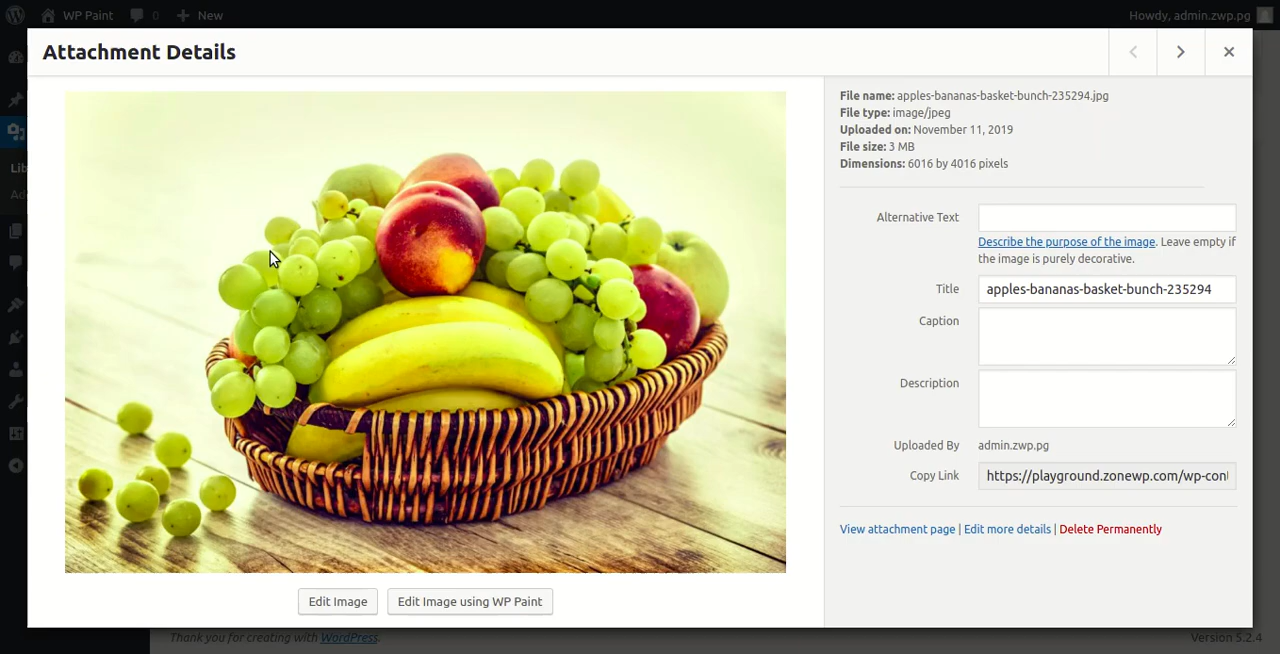 WP Paint 0 New Howdy, admin.zwp.pg
Attachment Details
File name: apples-bananas-basket-bunch-235294.jpg
File type: image/jpeg
Uploaded on: November 11, 2019
File size: 3 MB
Dimensions: 6016 by 4016 pixels
Lib
Ad
Alternative Text
Describe the purpose of the image. Leave empty if
the image is purely decorative.
Title apples-bananas-basket-bunch-235294
Caption
Description
Uploaded By admin.zwp.pg
Copy Link https://playground.zonewp.com/wp-cont
View attachment page | Edit more details | Delete Permanently
Edit Image Edit Image using WP Paint
Thank you for creating with WordPress. Version 5.2.4